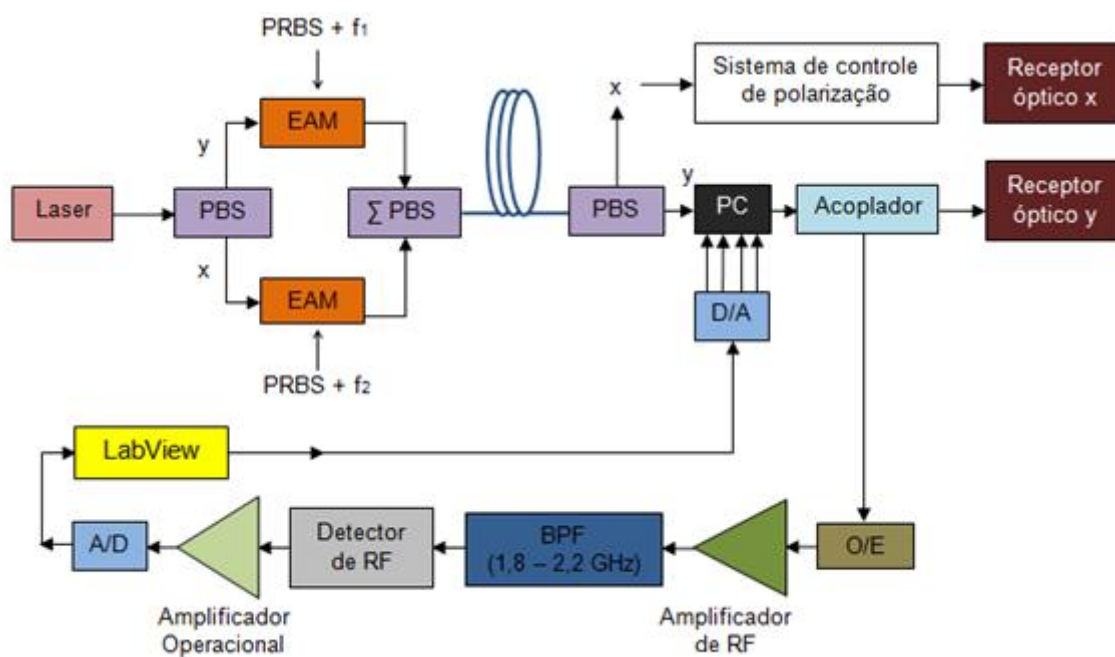 PRBS + f₁
EAM
y
Laser
PBS
x
EAM
PRBS + f₂
∑ PBS
PBS
x
Sistema de controle
de polarização
Receptor
óptico x
y
PC
Acoplador
Receptor
óptico y
D/A
LabView
A/D
Amplificador
Operacional
Detector
de RF
BPF
(1,8 – 2,2 GHz)
Amplificador
de RF
O/E